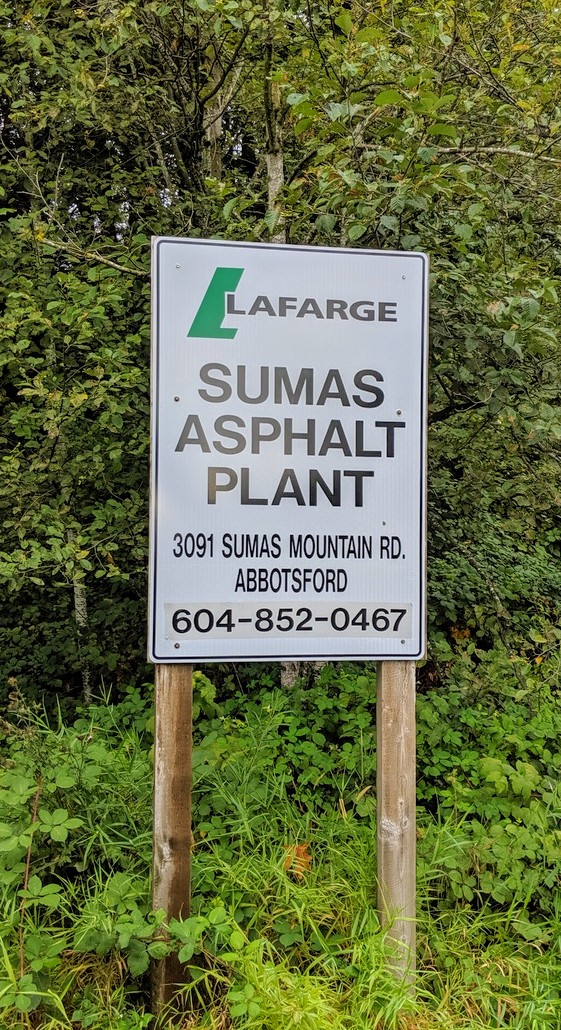 LAFARGE
SUMAS
ASPHALT
PLANT
3091 SUMAS MOUNTAIN RD.
ABBOTSFORD
604-852-0467